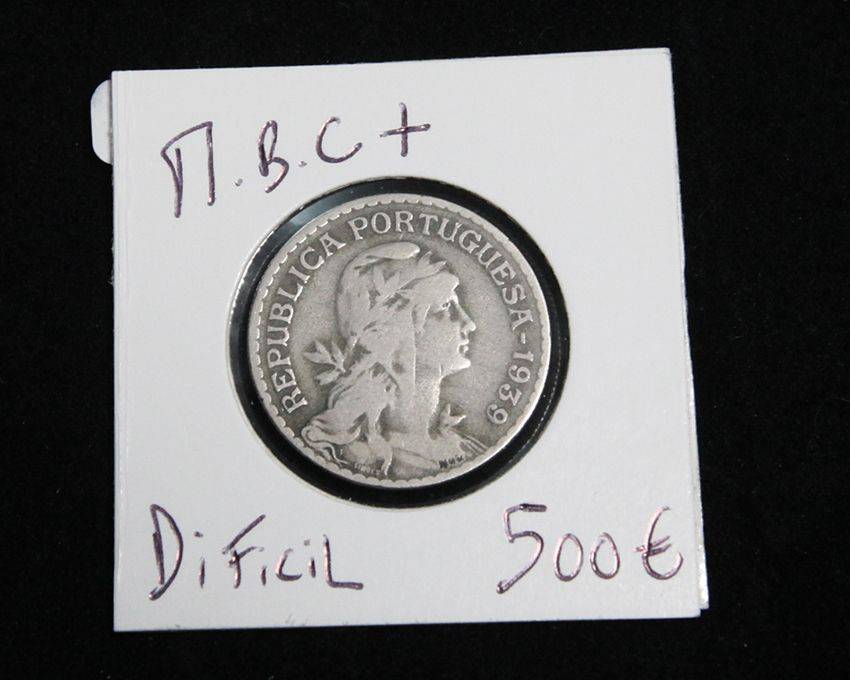 M.B.C+
REPUBLICA PORTUGUESA-1939
DiFiciL 500€